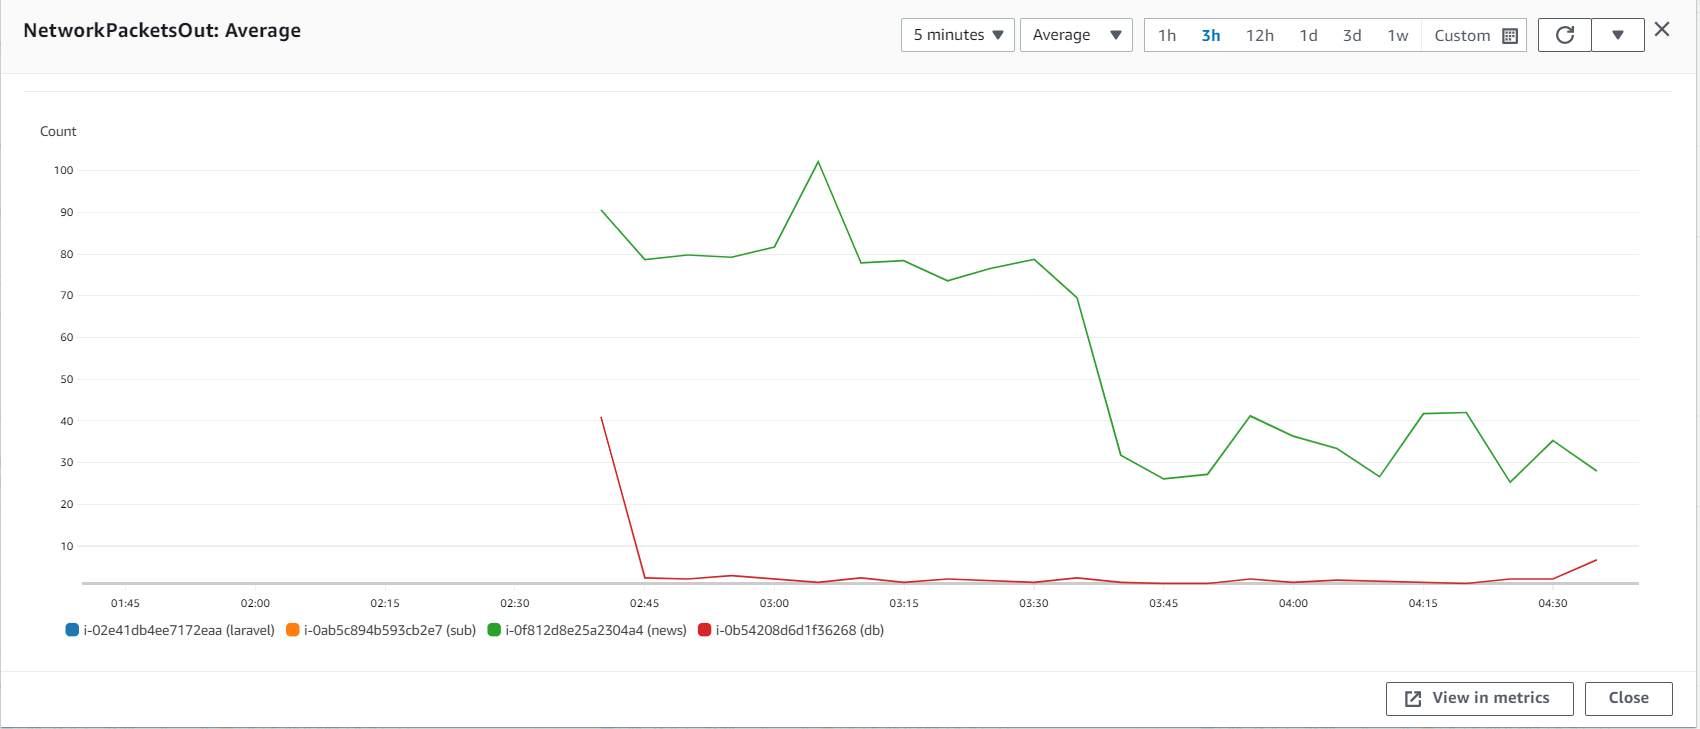 NetworkPacketsOut: Average
5 minutes Average 1h 3h 12h 1d 3d 1w Custom
Count
100
90
80
70
60
50
40
30
20
10
01:45 02:00 02:15 02:30 02:45 03:00 03:15 03:30 03:45 04:00 04:15 04:30
i-02e41db4ee7172eaa (laravel) i-0ab5c894b593cb2e7 (sub) i-0f812d8e25a2304a4 (news) i-0b54208d6d1f36268 (db)
View in metrics Close